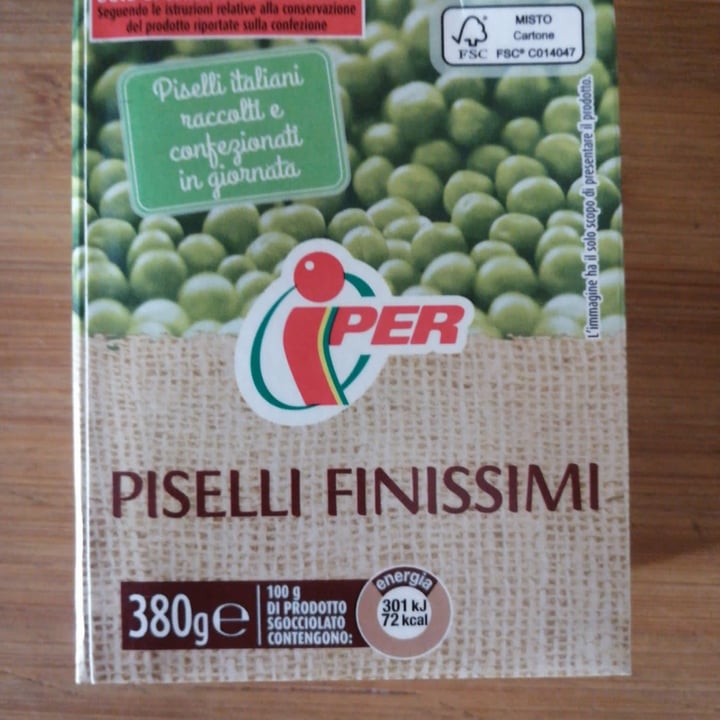 Seguendo le istruzioni relative alla conservazione
del prodotto riportate sulla confezione
MISTO
Cartone
FSC FSC® C014047
Piselli italiani
raccolti e
confezionati
in giornata
L'immagine ha il solo scopo di presentare il prodotto.
iPER
PISELLI FINISSIMI
380g e
100 g
DI PRODOTTO
SGOCCIOLATO
CONTENGONO:
energia
301 kJ
72 kcal